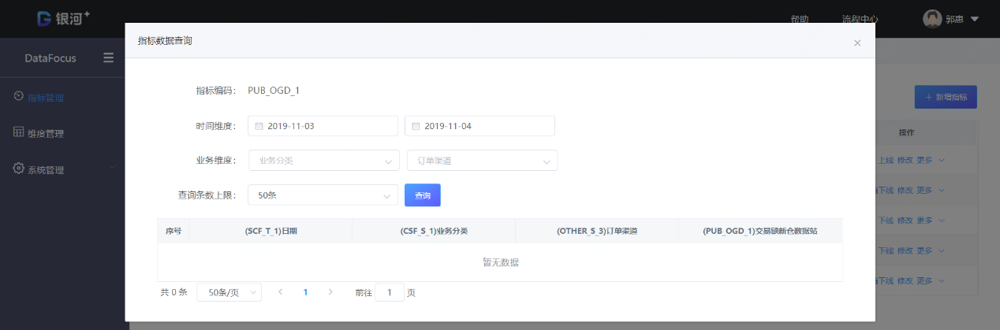 银河+
帮助 流程中心 郭惠
DataFocus
指标管理
维度管理
系统管理
指标数据查询
指标编码: PUB_OGD_1
时间维度: 2019-11-03 2019-11-04
业务维度: 业务分类 订单渠道
查询条数上限: 50条 查询
序号 (SCF_T_1)日期 (CSF_S_1)业务分类 (OTHER_S_3)订单渠道 (PUB_OGD_1)交易额新仓数据站
暂无数据
共 0 条 50条/页 1 前往 1 页
+ 新增指标
操作
上线 修改 更多
下线 修改 更多
下线 修改 更多
下线 修改 更多
下线 修改 更多